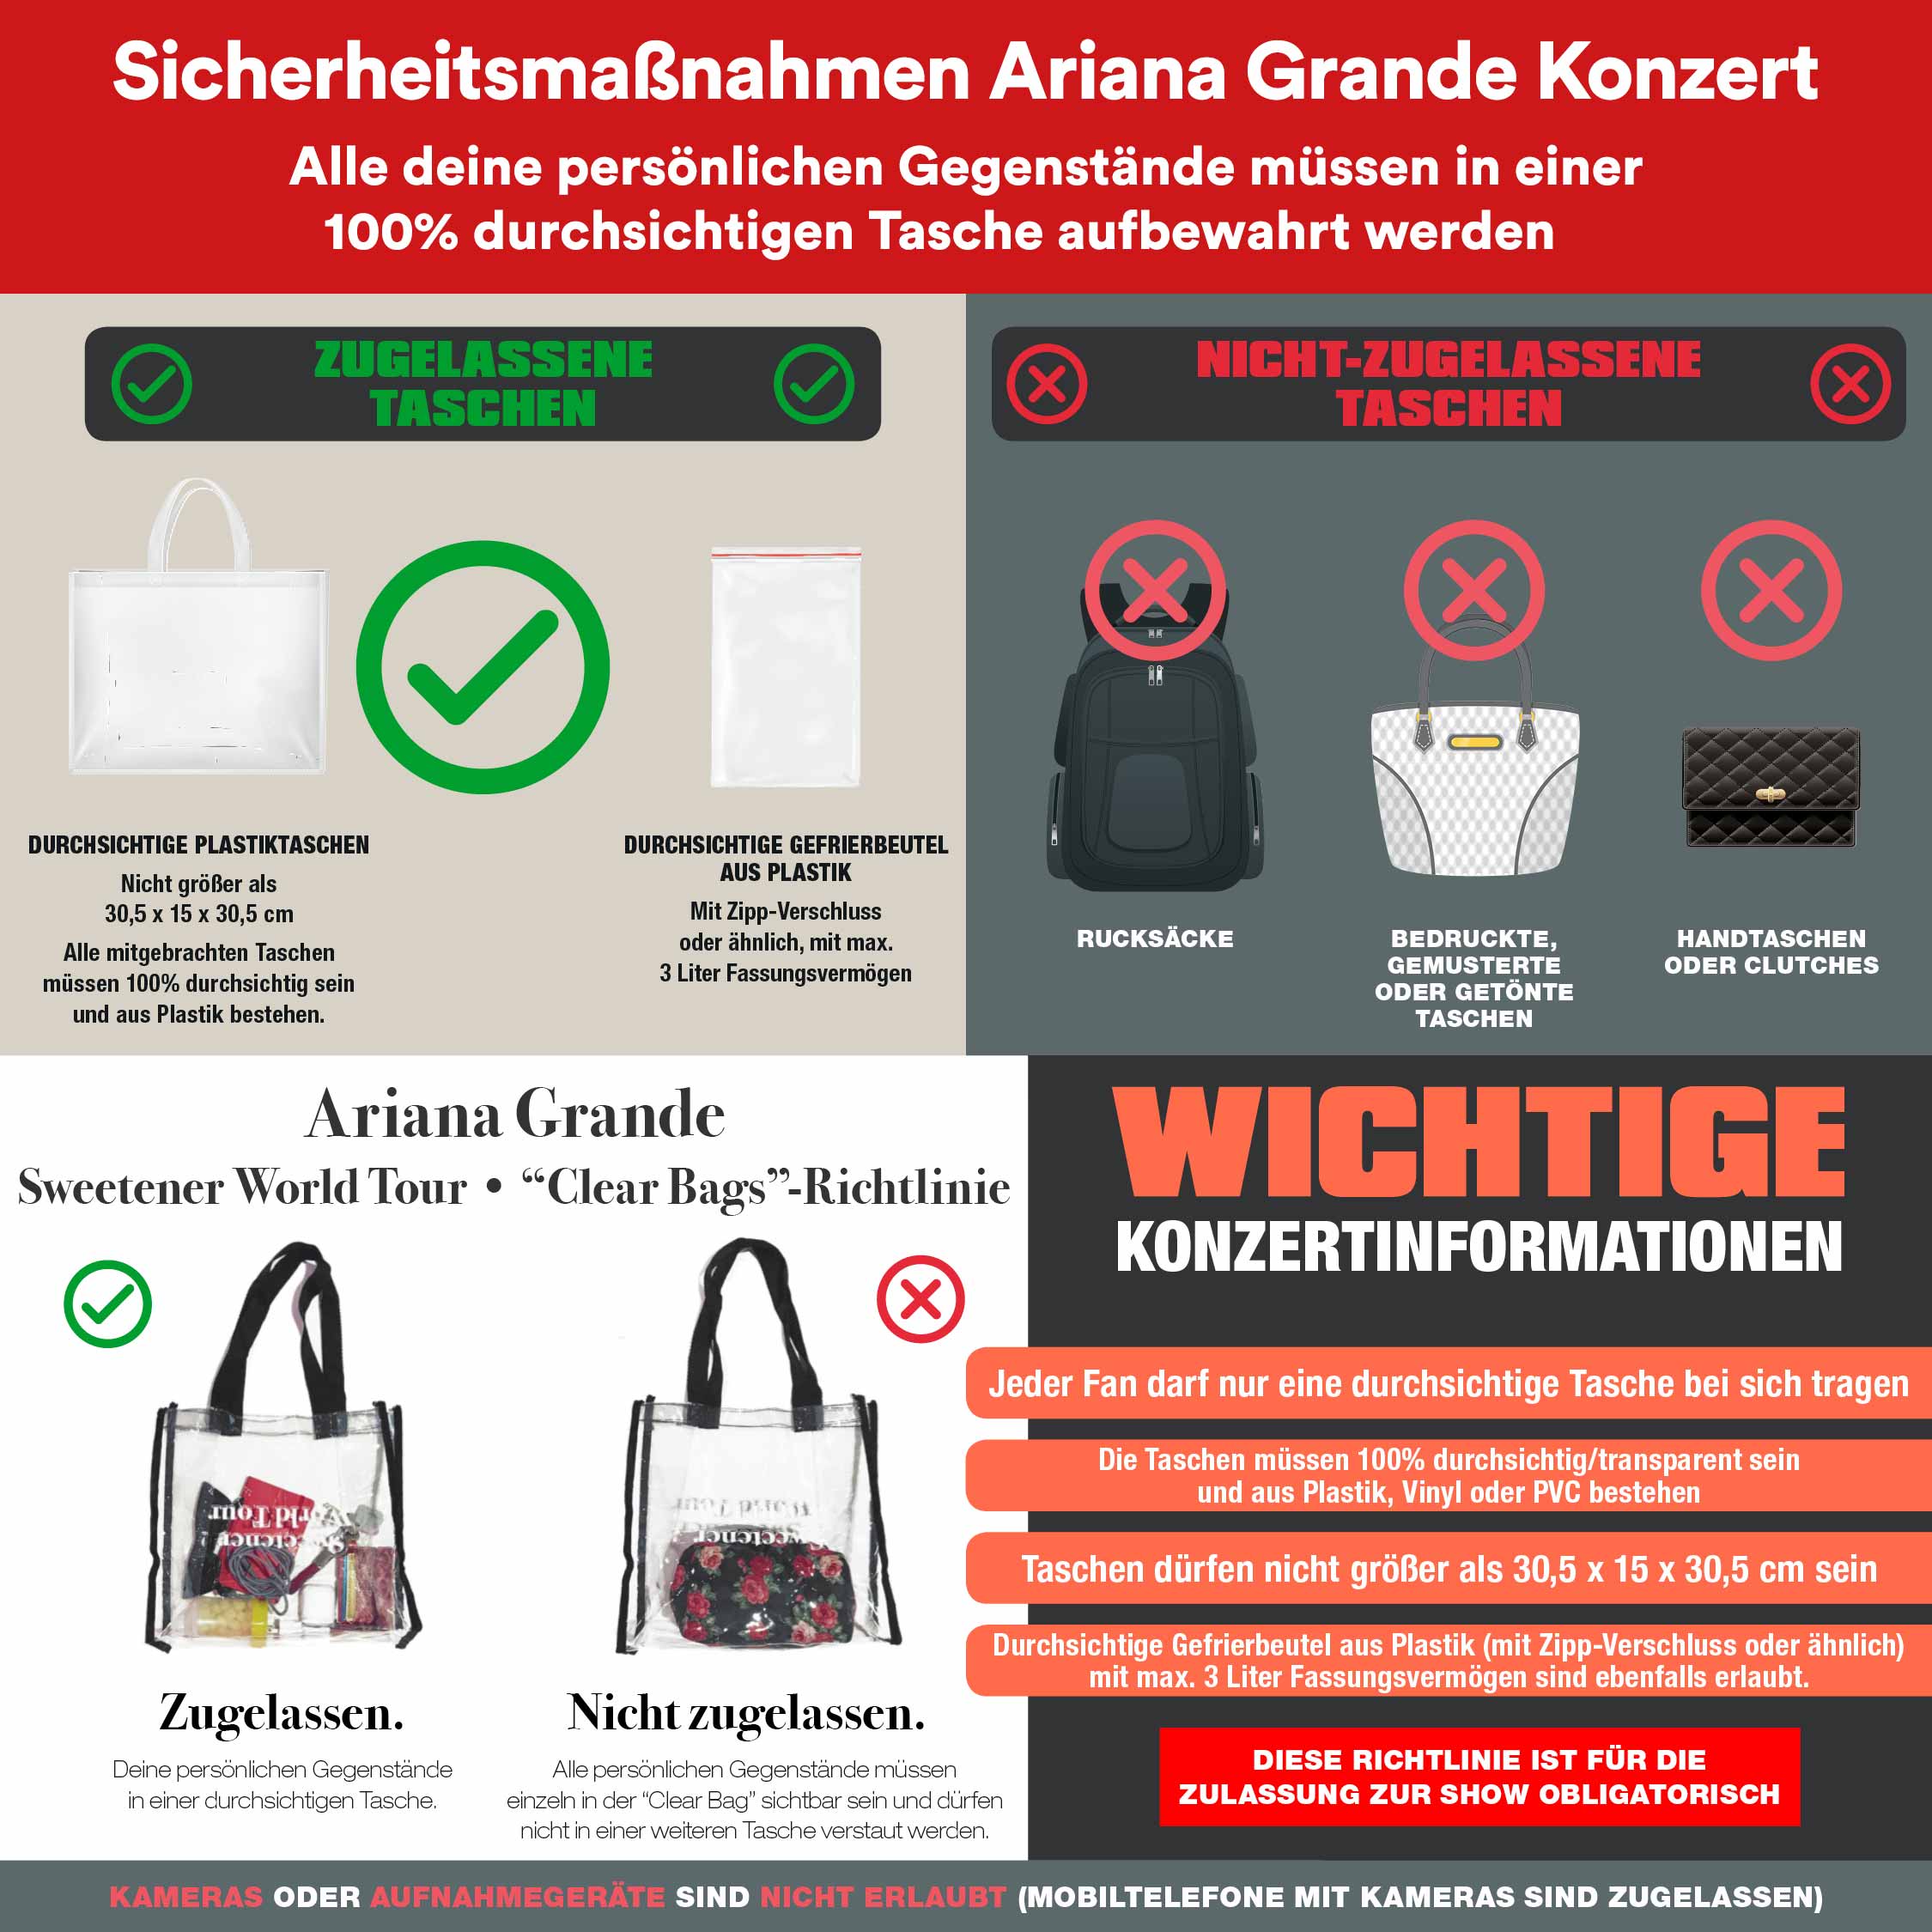 Sicherheitsmaßnahmen Ariana Grande Konzert
Alle deine persönlichen Gegenstände müssen in einer
100% durchsichtigen Tasche aufbewahrt werden
ZUGELASSENE
TASCHEN
NICHT-ZUGELASSENE
TASCHEN
DURCHSICHTIGE PLASTIKTASCHEN
Nicht größer als
30,5 x 15 x 30,5 cm
Alle mitgebrachten Taschen
müssen 100% durchsichtig sein
und aus Plastik bestehen.
DURCHSICHTIGE GEFRIERBEUTEL
AUS PLASTIK
Mit Zipp-Verschluss
oder ähnlich, mit max.
3 Liter Fassungsvermögen
RUCKSÄCKE
BEDRUCKTE,
GEMUSTERTE
ODER GETÖNTE
TASCHEN
HANDTASCHEN
ODER CLUTCHES
Ariana Grande
Sweetener World Tour • “Clear Bags”-Richtlinie
World Tour
Sweetener
World Tour
Sweetener
Zugelassen.
Deine persönlichen Gegenstände
in einer durchsichtigen Tasche.
Nicht zugelassen.
Alle persönlichen Gegenstände müssen
einzeln in der “Clear Bag” sichtbar sein und dürfen
nicht in einer weiteren Tasche verstaut werden.
WICHTIGE
KONZERTINFORMATIONEN
Jeder Fan darf nur eine durchsichtige Tasche bei sich tragen
Die Taschen müssen 100% durchsichtig/transparent sein
und aus Plastik, Vinyl oder PVC bestehen
Taschen dürfen nicht größer als 30,5 x 15 x 30,5 cm sein
Durchsichtige Gefrierbeutel aus Plastik (mit Zipp-Verschluss oder ähnlich)
mit max. 3 Liter Fassungsvermögen sind ebenfalls erlaubt.
DIESE RICHTLINIE IST FÜR DIE
ZULASSUNG ZUR SHOW OBLIGATORISCH
KAMERAS ODER AUFNAHMEGERÄTE SIND NICHT ERLAUBT (MOBILTELEFONE MIT KAMERAS SIND ZUGELASSEN)